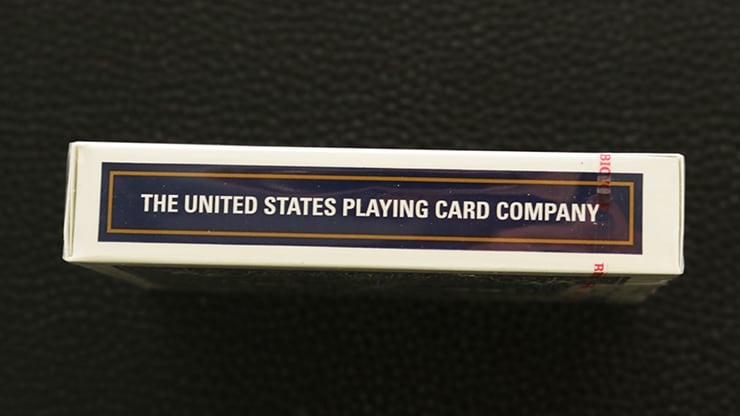 THE UNITED STATES PLAYING CARD COMPANY